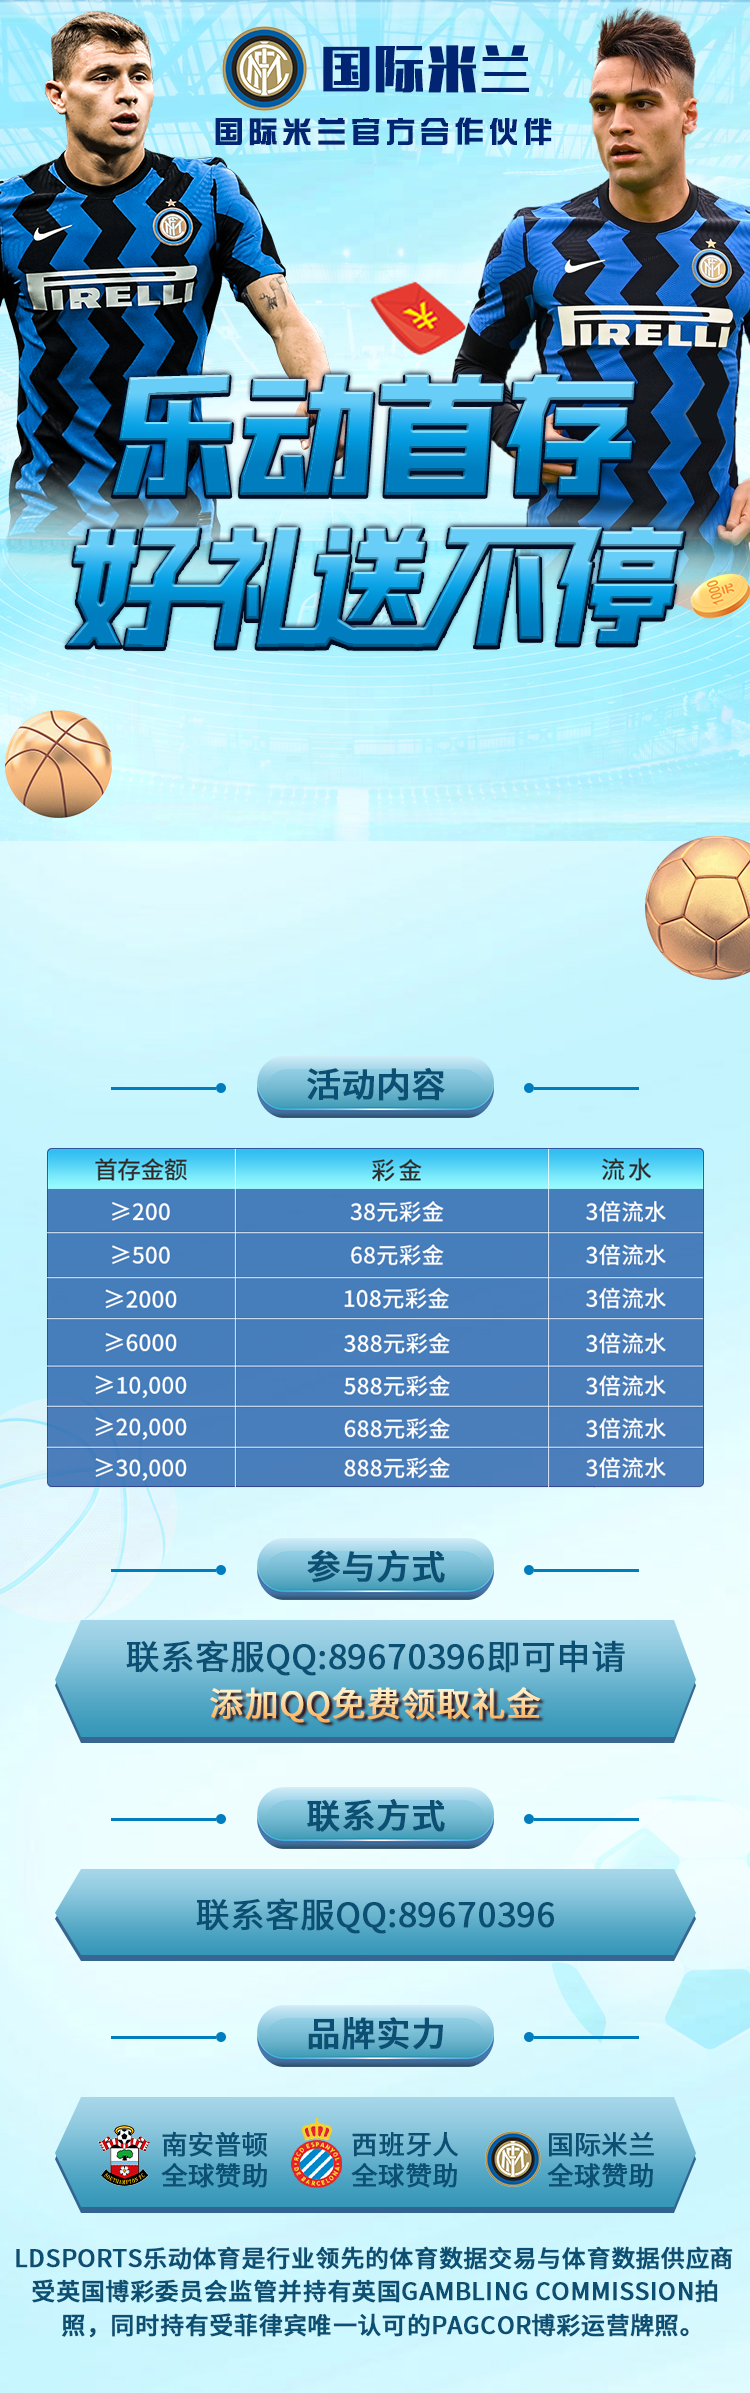 国际米兰
国际米兰官方合作伙伴
PIRELLI
PIRELLI
¥
乐动首存
好礼送不停
1000元
活动内容
首存金额 彩金 流水
≥200 38元彩金 3倍流水
≥500 68元彩金 3倍流水
≥2000 108元彩金 3倍流水
≥6000 388元彩金 3倍流水
≥10,000 588元彩金 3倍流水
≥20,000 688元彩金 3倍流水
≥30,000 888元彩金 3倍流水
参与方式
联系客服QQ:89670396即可申请
添加QQ免费领取礼金
联系方式
联系客服QQ:89670396
品牌实力
南安普顿 西班牙人 国际米兰
全球赞助 全球赞助 全球赞助
LDSPORTS乐动体育是行业领先的体育数据交易与体育数据供应商
受英国博彩委员会监管并持有英国GAMBLING COMMISSION拍
照，同时持有受菲律宾唯一认可的PAGCOR博彩运营牌照。